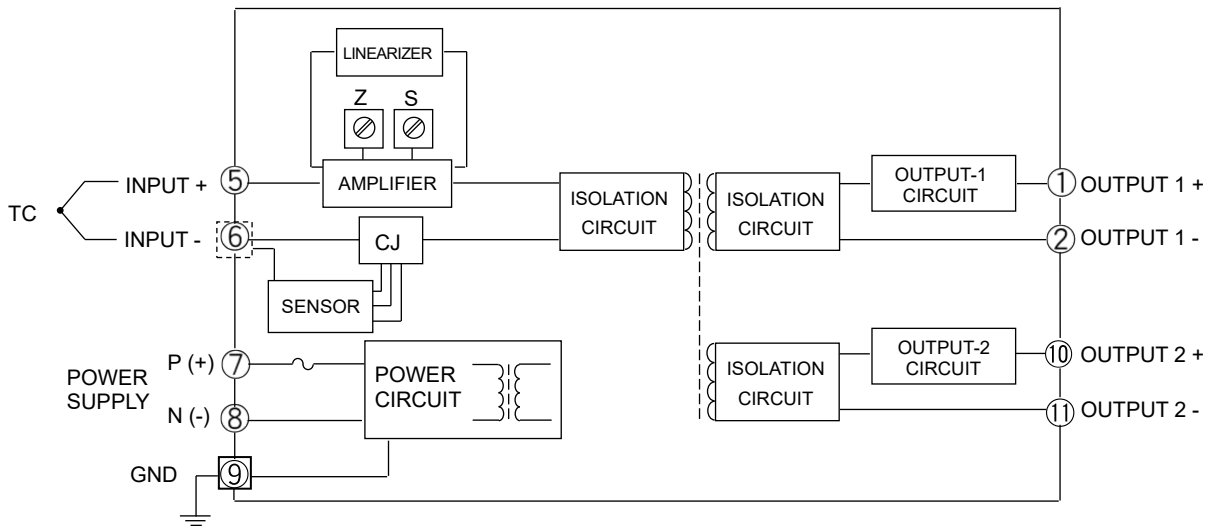 LINEARIZER
Z S
TC
INPUT +
5
AMPLIFIER
ISOLATION
CIRCUIT
ISOLATION
CIRCUIT
OUTPUT-1
CIRCUIT
1
OUTPUT 1 +
INPUT -
6
CJ
2
OUTPUT 1 -
SENSOR
POWER
SUPPLY
P (+)
7
POWER
CIRCUIT
ISOLATION
CIRCUIT
OUTPUT-2
CIRCUIT
10
OUTPUT 2 +
N (-)
8
11
OUTPUT 2 -
GND
9